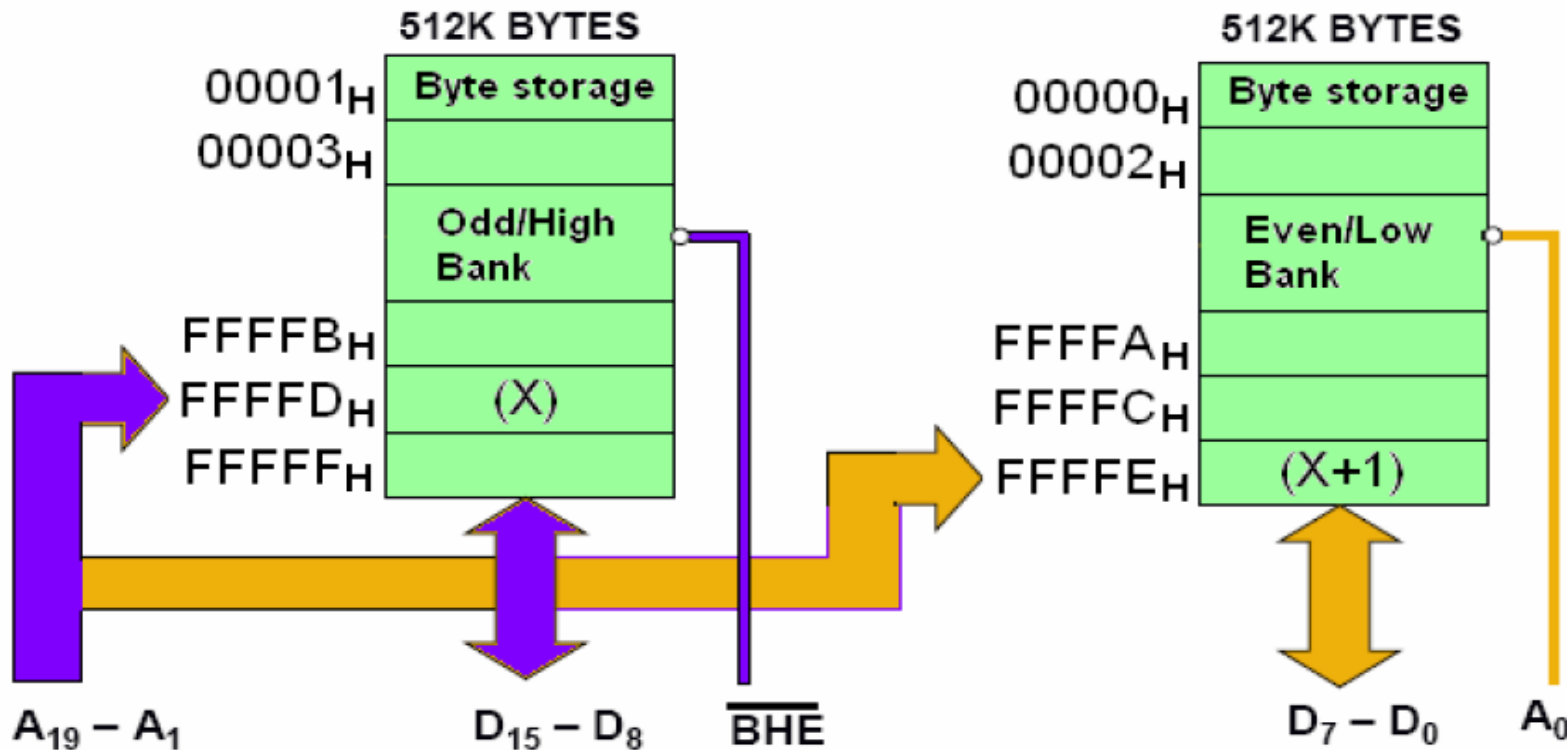 512K BYTES
00001H
Byte storage
00003H
Odd/High
Bank
FFFFBH
FFFFDH
(X)
FFFFFH
512K BYTES
00000H
Byte storage
00002H
Even/Low
Bank
FFFFAH
FFFFCH
FFFFEH
(X+1)
A19 – A1
D15 – D8
BHE
D7 – D0
A0